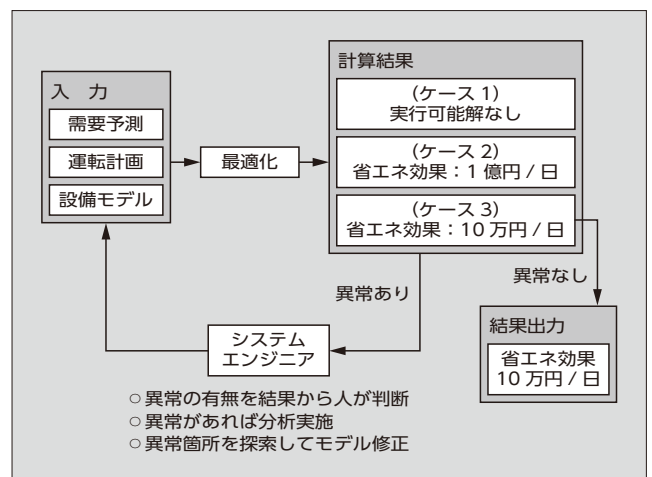 入　力
需要予測
運転計画
設備モデル
最適化
計算結果
（ケース 1）
実行可能解なし
（ケース 2）
省エネ効果：1 億円 / 日
（ケース 3）
省エネ効果：10 万円 / 日
異常あり
異常なし
システム
エンジニア
結果出力
省エネ効果
10 万円 / 日
○ 異常の有無を結果から人が判断
○ 異常があれば分析実施
○ 異常箇所を探索してモデル修正